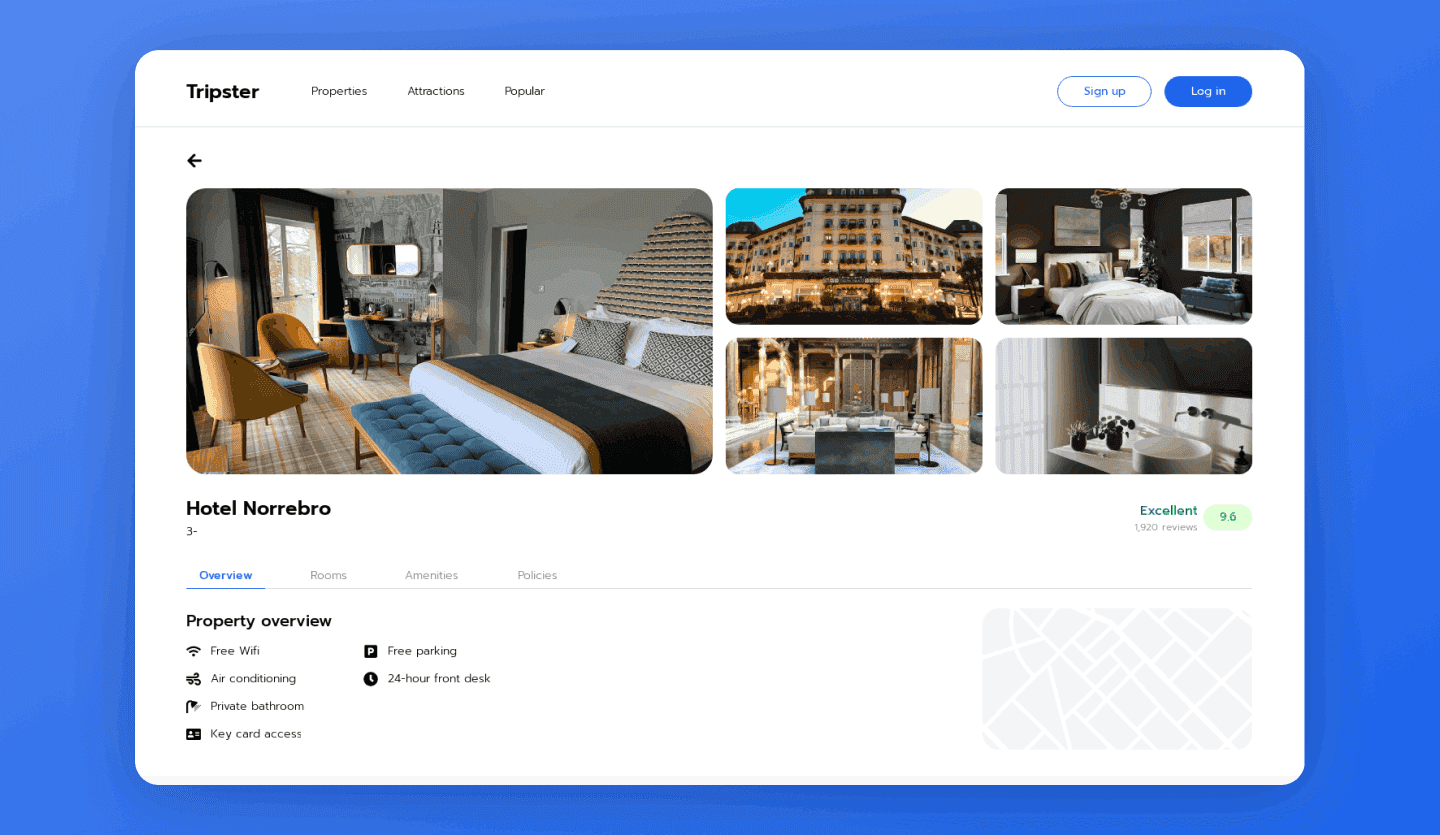 Tripster
Properties
Attractions
Popular
Sign up
Log in
Hotel Norrebro
3-
Excellent
1,920 reviews
9.6
Overview
Rooms
Amenities
Policies
Property overview
Free Wifi
Free parking
Air conditioning
24-hour front desk
Private bathroom
Key card access